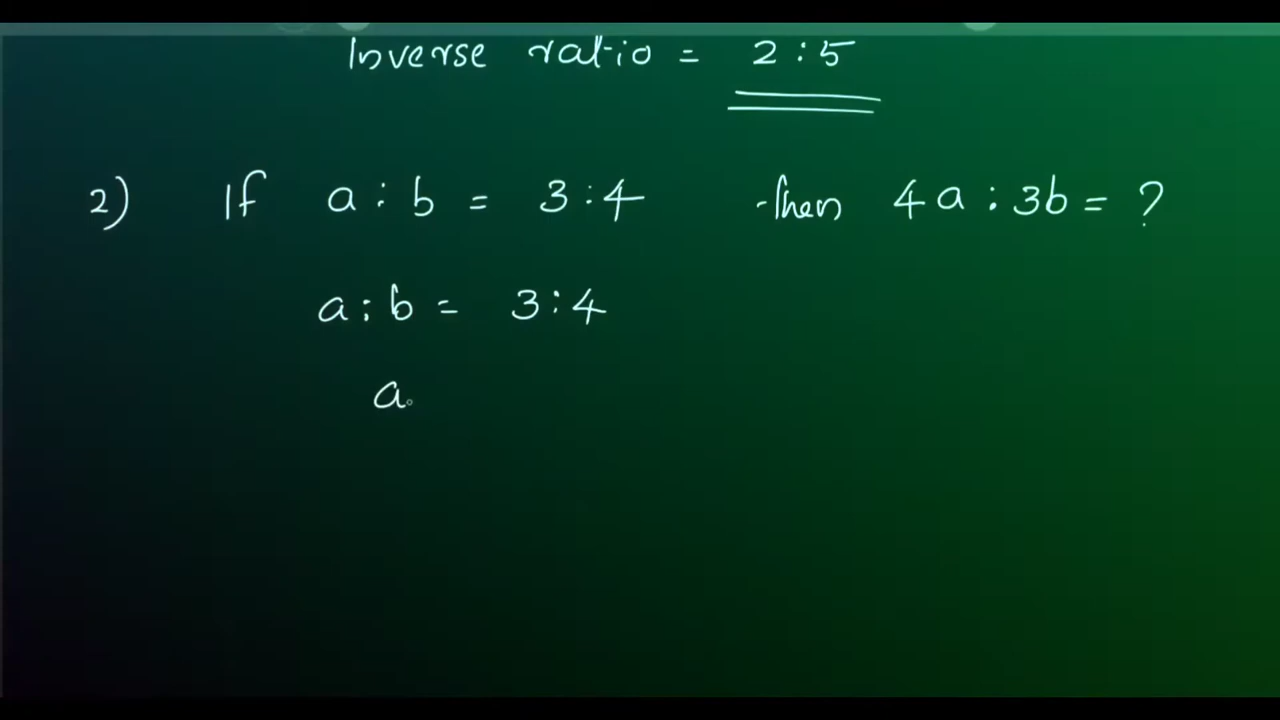 Inverse ratio = 2:5
2) If a:b = 3:4 then 4a:3b = ?
a:b = 3:4
a